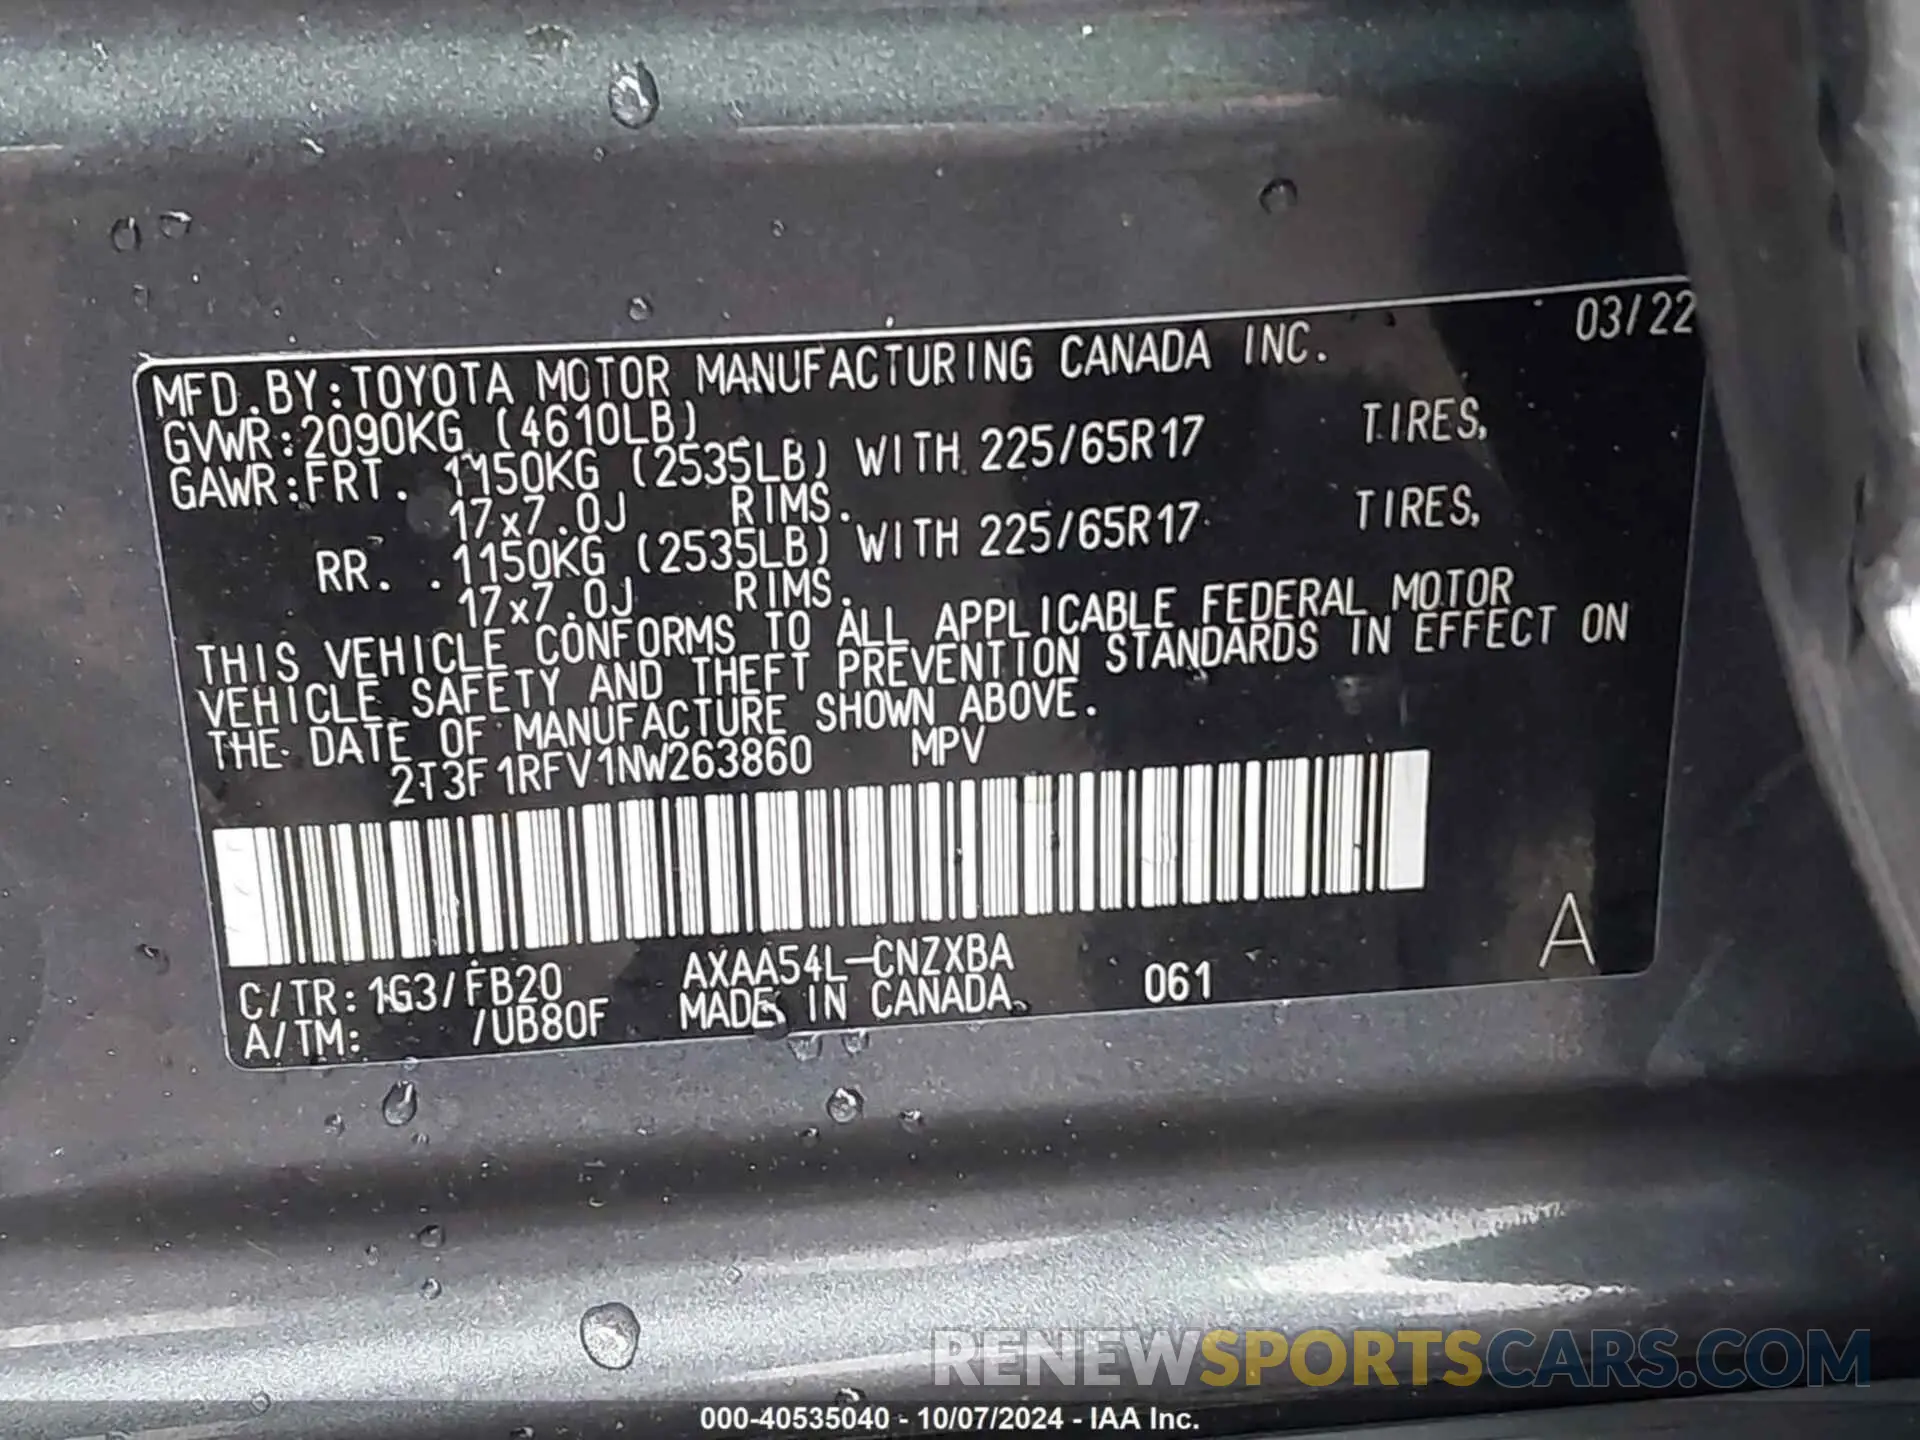 03/22
MFD.BY:TOYOTA MOTOR MANUFACTURING CANADA INC.
GVWR:2090KG (4610LB)
GAWR:FRT. 1150KG (2535LB) WITH 225/65R17 TIRES,
17x7.0J RIMS.
RR. .1150KG (2535LB) WITH 225/65R17 TIRES,
17x7.0J RIMS.
THIS VEHICLE CONFORMS TO ALL APPLICABLE FEDERAL MOTOR
VEHICLE SAFETY AND THEFT PREVENTION STANDARDS IN EFFECT ON
THE DATE OF MANUFACTURE SHOWN ABOVE.
2T3F1RFV1NW263860 MPV
C/TR:1G3/FB20 AXAA54L-CNZXBA
A/TM: /UB80F MADE IN CANADA 061 A
RENEWSPORTSCARS.COM
000-40535040 - 10/07/2024 - IAA Inc.